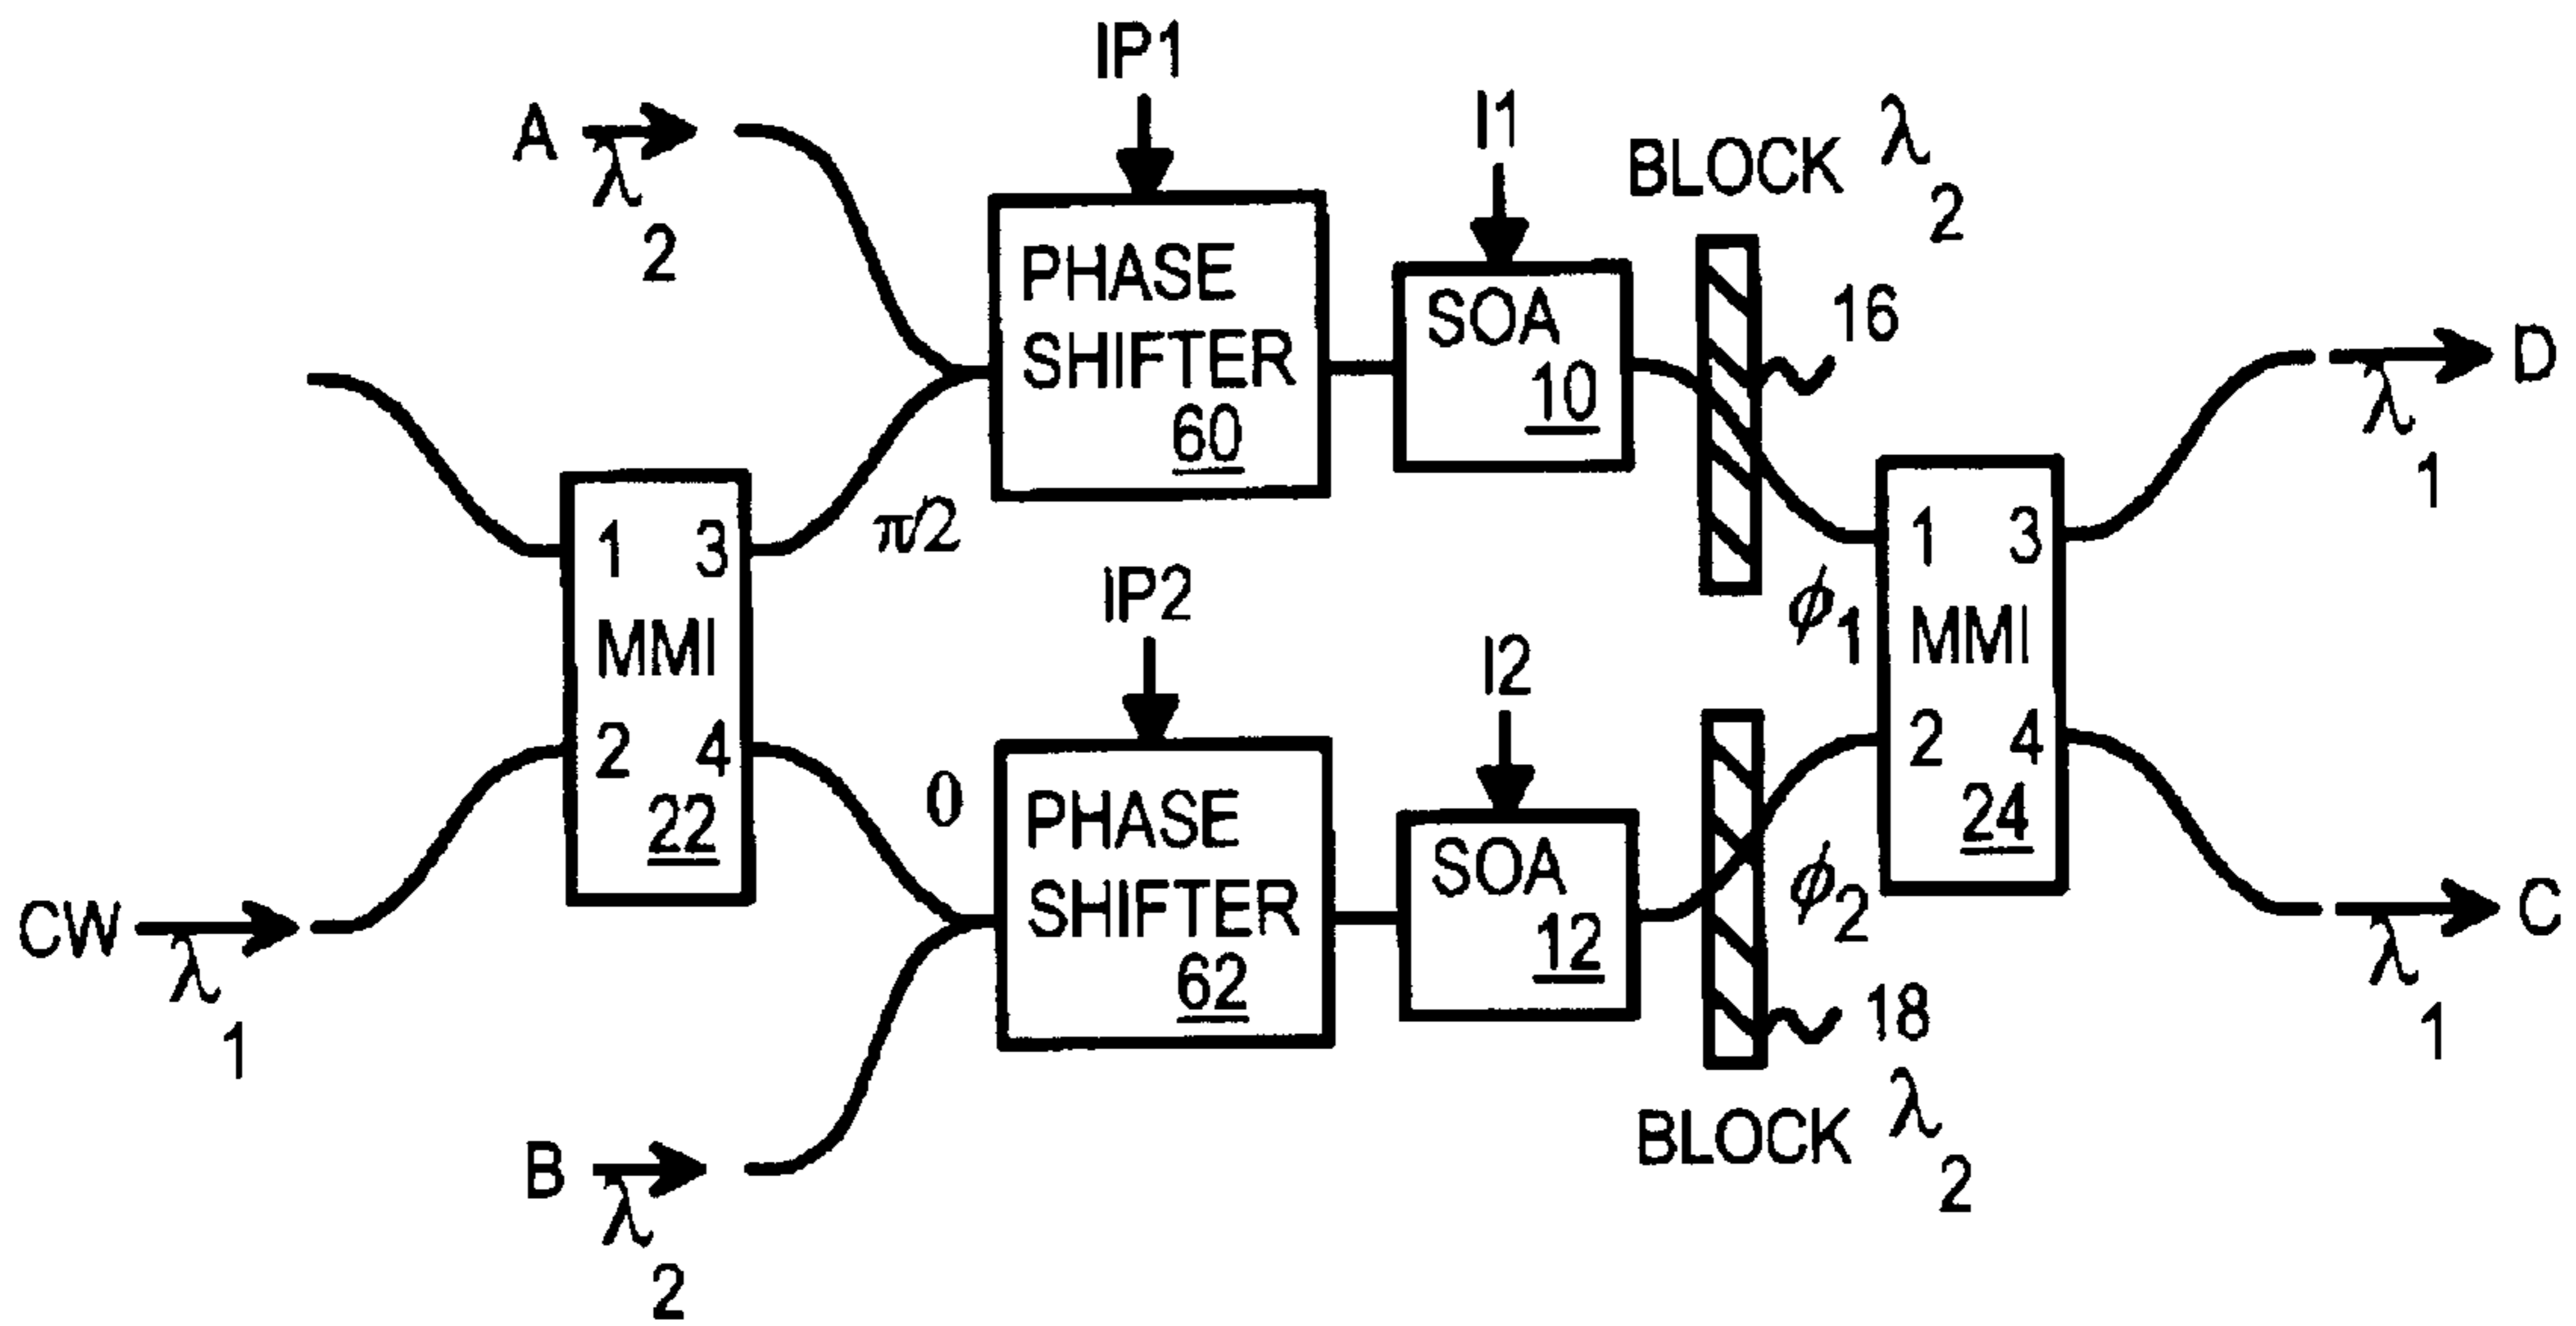 IP1
A λ2
I1
BLOCK λ2
PHASE
SHIFTER
60
SOA
10
16
D
λ1
π/2
1 3
MMI
2 4
22
IP2
ϕ1
1 3
MMI
2 4
24
I2
0
PHASE
SHIFTER
62
SOA
12
ϕ2
CW λ1
C
λ1
18
B λ2
BLOCK λ2